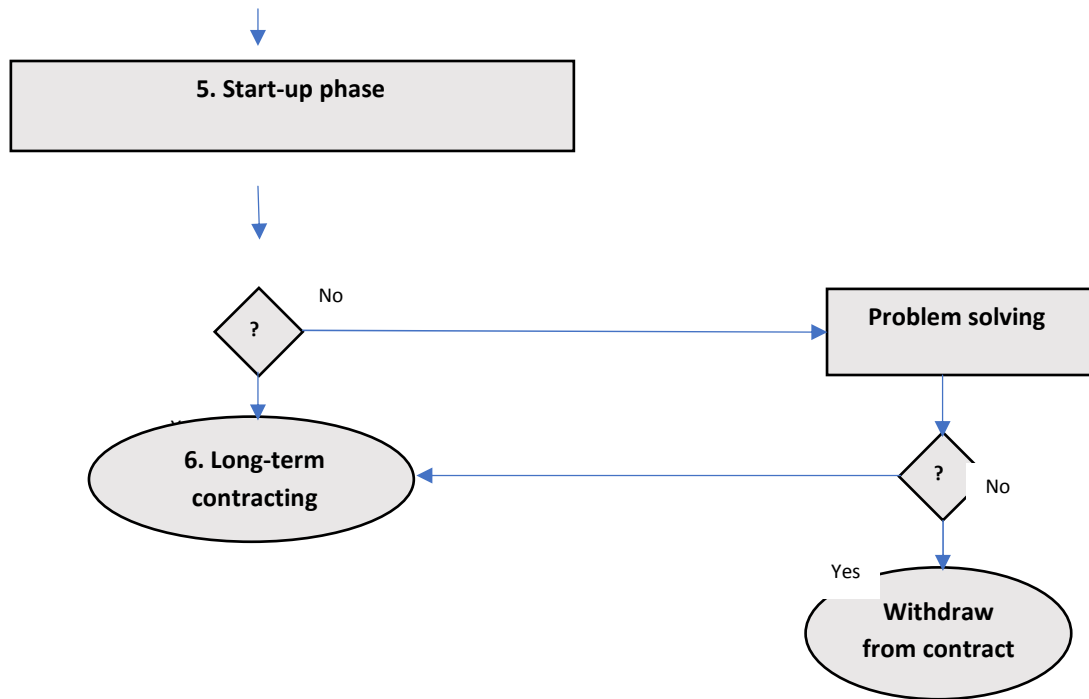 5. Start-up phase
No
?
Problem solving
6. Long-term
contracting
?
No
Yes
Withdraw
from contract